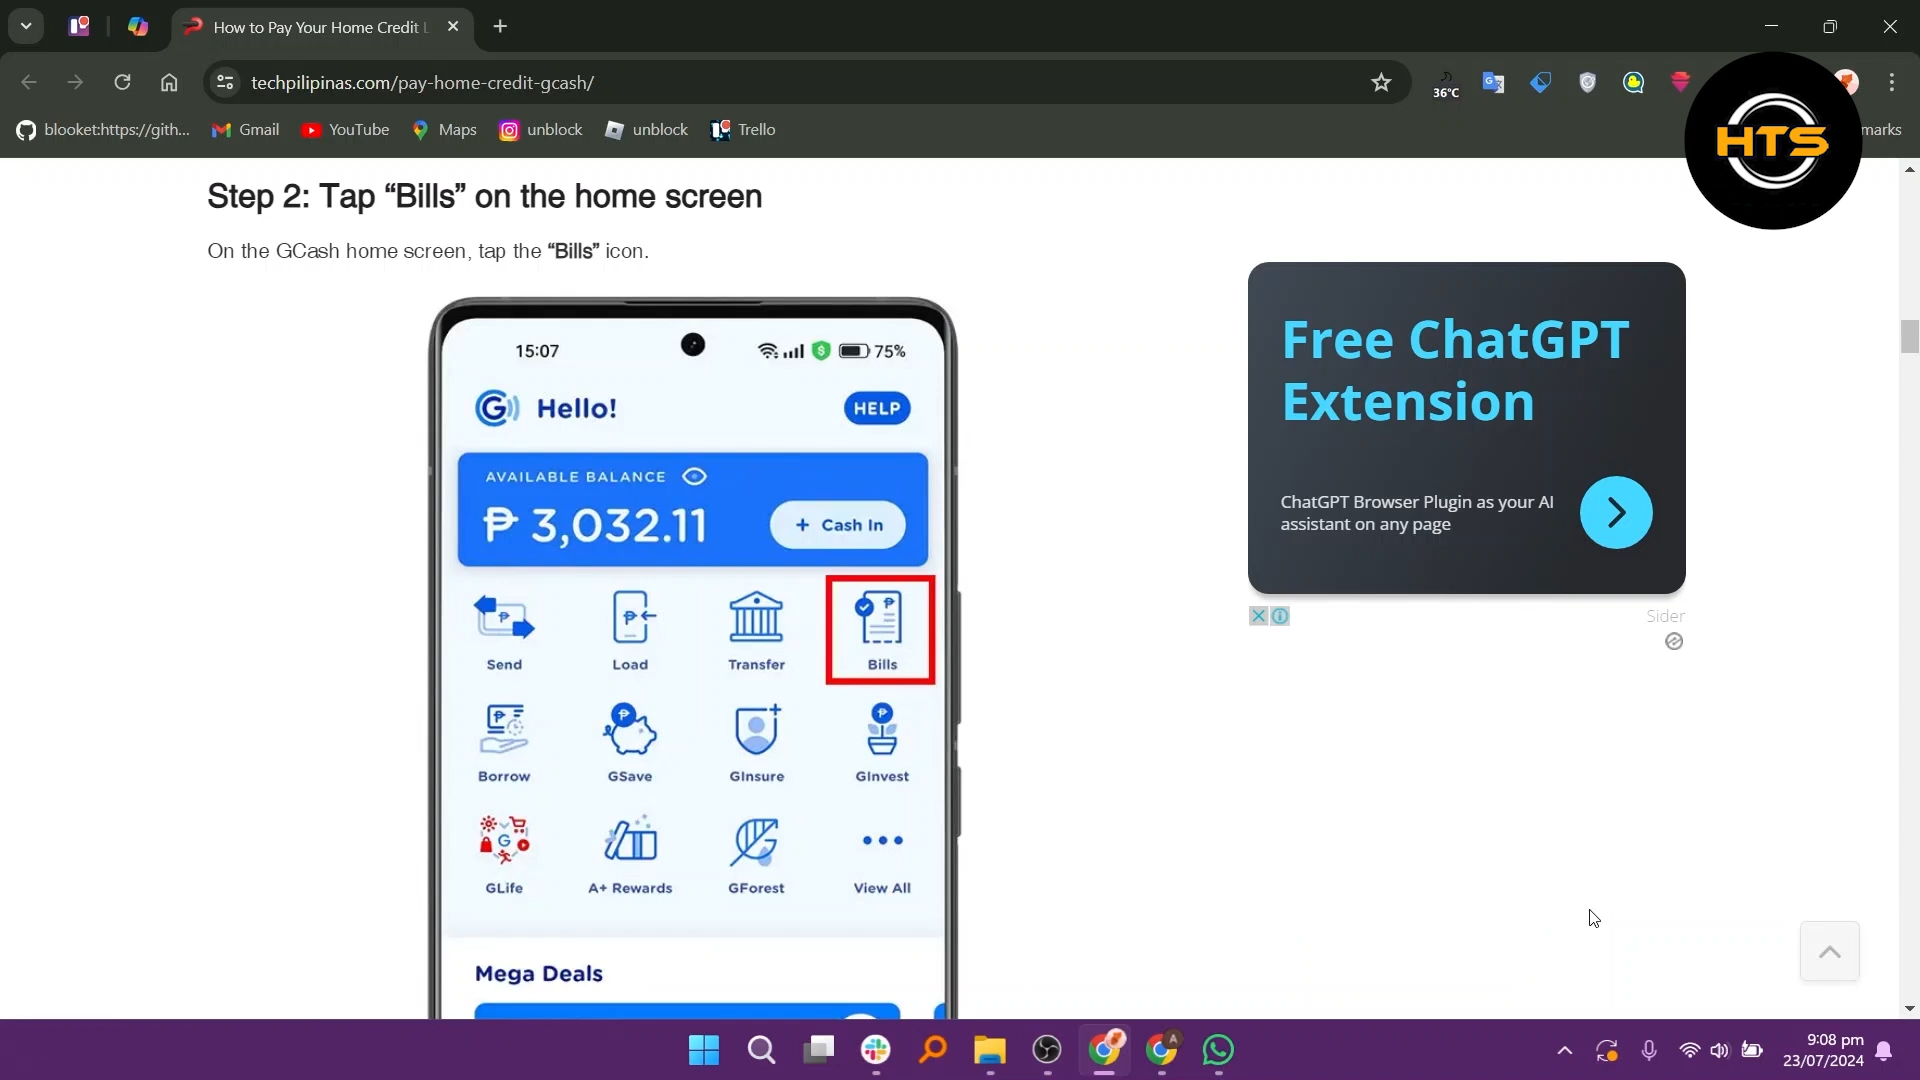 How to Pay Your Home Credit L
techpilipinas.com/pay-home-credit-gcash/
36°C
blooket:https://gith...
Gmail
YouTube
Maps
unblock
unblock
Trello
marks
HTS
Step 2: Tap “Bills” on the home screen
On the GCash home screen, tap the “Bills” icon.
15:07
75%
Hello!
HELP
AVAILABLE BALANCE
₱ 3,032.11
+ Cash In
Send
Load
Transfer
Bills
Borrow
GSave
GInsure
GInvest
GLife
A+ Rewards
GForest
View All
Mega Deals
Free ChatGPT
Extension
ChatGPT Browser Plugin as your AI
assistant on any page
Sider
9:08 pm
23/07/2024